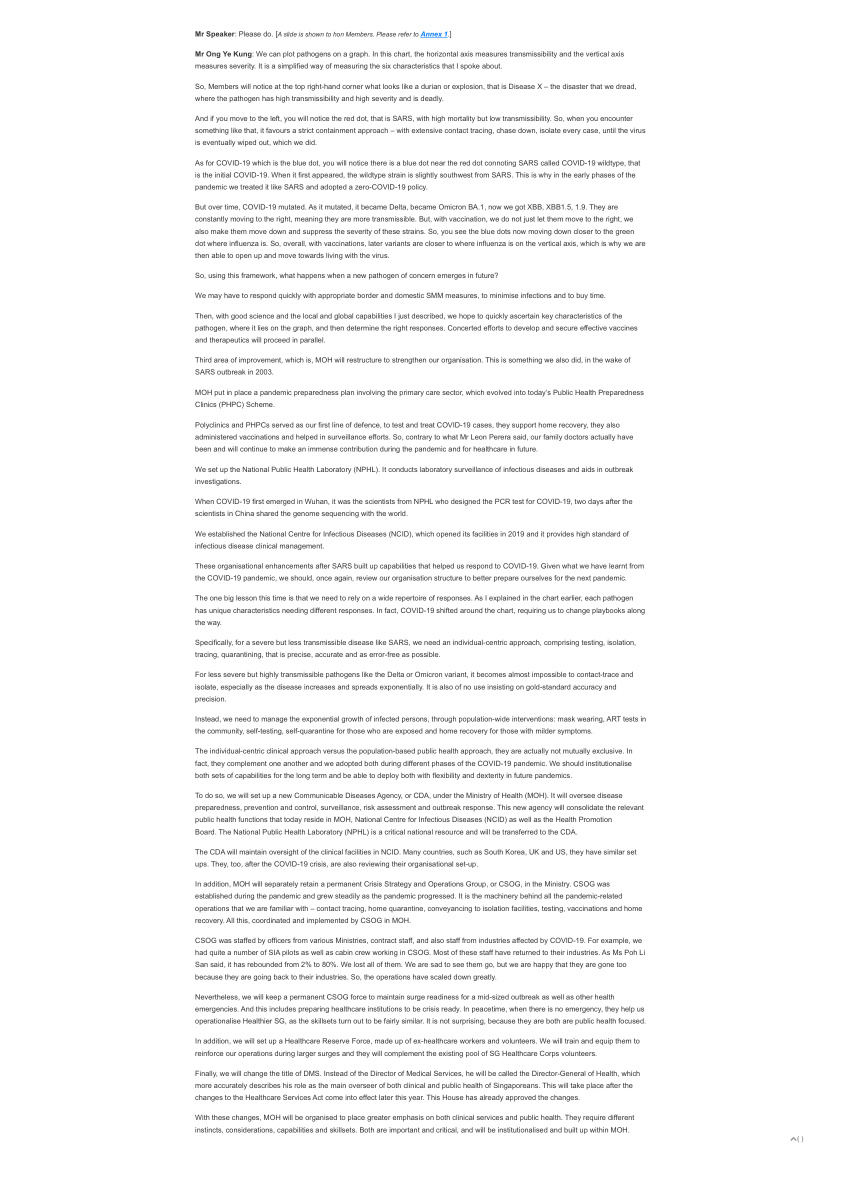 Mr Speaker: Please do. [A slide is shown to hon Members. Please refer to Annex 1.]
Mr Ong Ye Kung: We can plot pathogens on a graph. In this chart, the horizontal axis measures transmissibility and the vertical axis
measures severity. It is a simplified way of measuring the six characteristics that I spoke about.
So, Members will notice at the top right-hand corner what looks like a durian or explosion, that is Disease X – the disaster that we dread,
where the pathogen has high transmissibility and high severity and is deadly.
And if you move to the left, you will notice the red dot, that is SARS, with high mortality but low transmissibility. So, when you encounter
something like that, it favours a strict containment approach – with extensive contact tracing, chase down, isolate every case, until the virus
is eventually wiped out, which we did.
As for COVID-19 which is the blue dot, you will notice there is a blue dot near the red dot connoting SARS called COVID-19 wildtype, that
is the initial COVID-19. When it first appeared, the wildtype strain is slightly southwest from SARS. This is why in the early phases of the
pandemic we treated it like SARS and adopted a zero-COVID-19 policy.
But over time, COVID-19 mutated. As it mutated, it became Delta, became Omicron BA.1, now we got XBB, XBB1.5, 1.9. They are
constantly moving to the right, meaning they are more transmissible. But, with vaccination, we do not just let them move to the right, we
also make them move down and suppress the severity of these strains. So, you see the blue dots now moving down closer to the green
dot where influenza is. So, overall, with vaccinations, later variants are closer to where influenza is on the vertical axis, which is why we are
then able to open up and move towards living with the virus.
So, using this framework, what happens when a new pathogen of concern emerges in future?
We may have to respond quickly with appropriate border and domestic SMM measures, to minimise infections and to buy time.
Then, with good science and the local and global capabilities I just described, we hope to quickly ascertain key characteristics of the
pathogen, where it lies on the graph, and then determine the right responses. Concerted efforts to develop and secure effective vaccines
and therapeutics will proceed in parallel.
Third area of improvement, which is, MOH will restructure to strengthen our organisation. This is something we also did, in the wake of
SARS outbreak in 2003.
MOH put in place a pandemic preparedness plan involving the primary care sector, which evolved into today's Public Health Preparedness
Clinics (PHPC) Scheme.
Polyclinics and PHPCs served as our first line of defence, to test and treat COVID-19 cases, they support home recovery, they also
administered vaccinations and helped in surveillance efforts. So, contrary to what Mr Leon Perera said, our family doctors actually have
been and will continue to make an immense contribution during the pandemic and for healthcare in future.
We set up the National Public Health Laboratory (NPHL). It conducts laboratory surveillance of infectious diseases and aids in outbreak
investigations.
When COVID-19 first emerged in Wuhan, it was the scientists from NPHL who designed the PCR test for COVID-19, two days after the
scientists in China shared the genome sequencing with the world.
We established the National Centre for Infectious Diseases (NCID), which opened its facilities in 2019 and it provides high standard of
infectious disease clinical management.
These organisational enhancements after SARS built up capabilities that helped us respond to COVID-19. Given what we have learnt from
the COVID-19 pandemic, we should, once again, review our organisation structure to better prepare ourselves for the next pandemic.
The one big lesson this time is that we need to rely on a wide repertoire of responses. As I explained in the chart earlier, each pathogen
has unique characteristics needing different responses. In fact, COVID-19 shifted around the chart, requiring us to change playbooks along
the way.
Specifically, for a severe but less transmissible disease like SARS, we need an individual-centric approach, comprising testing, isolation,
tracing, quarantining, that is precise, accurate and as error-free as possible.
For less severe but highly transmissible pathogens like the Delta or Omicron variant, it becomes almost impossible to contact-trace and
isolate, especially as the disease increases and spreads exponentially. It is also of no use insisting on gold-standard accuracy and
precision.
Instead, we need to manage the exponential growth of infected persons, through population-wide interventions: mask wearing, ART tests in
the community, self-testing, self-quarantine for those who are exposed and home recovery for those with milder symptoms.
The individual-centric clinical approach versus the population-based public health approach, they are actually not mutually exclusive. In
fact, they complement one another and we adopted both during different phases of the COVID-19 pandemic. We should institutionalise
both sets of capabilities for the long term and be able to deploy both with flexibility and dexterity in future pandemics.
To do so, we will set up a new Communicable Diseases Agency, or CDA, under the Ministry of Health (MOH). It will oversee disease
preparedness, prevention and control, surveillance, risk assessment and outbreak response. This new agency will consolidate the relevant
public health functions that today reside in MOH, National Centre for Infectious Diseases (NCID) as well as the Health Promotion
Board. The National Public Health Laboratory (NPHL) is a critical national resource and will be transferred to the CDA.
The CDA will maintain oversight of the clinical facilities in NCID. Many countries, such as South Korea, UK and US, they have similar set
ups. They, too, after the COVID-19 crisis, are also reviewing their organisational set-up.
In addition, MOH will separately retain a permanent Crisis Strategy and Operations Group, or CSOG, in the Ministry. CSOG was
established during the pandemic and grew steadily as the pandemic progressed. It is the machinery behind all the pandemic-related
operations that we are familiar with – contact tracing, home quarantine, conveyancing to isolation facilities, testing, vaccinations and home
recovery. All this, coordinated and implemented by CSOG in MOH.
CSOG was staffed by officers from various Ministries, contract staff, and also staff from industries affected by COVID-19. For example, we
had quite a number of SIA pilots as well as cabin crew working in CSOG. Most of these staff have returned to their industries. As Ms Poh Li
San said, it has rebounded from 2% to 80%. We lost all of them. We are sad to see them go, but we are happy that they are gone too
because they are going back to their industries. So, the operations have scaled down greatly.
Nevertheless, we will keep a permanent CSOG force to maintain surge readiness for a mid-sized outbreak as well as other health
emergencies. And this includes preparing healthcare institutions to be crisis ready. In peacetime, when there is no emergency, they help us
operationalise Healthier SG, as the skillsets turn out to be fairly similar. It is not surprising, because they are both are public health focused.
In addition, we will set up a Healthcare Reserve Force, made up of ex-healthcare workers and volunteers. We will train and equip them to
reinforce our operations during larger surges and they will complement the existing pool of SG Healthcare Corps volunteers.
Finally, we will change the title of DMS. Instead of the Director of Medical Services, he will be called the Director-General of Health, which
more accurately describes his role as the main overseer of both clinical and public health of Singaporeans. This will take place after the
changes to the Healthcare Services Act come into effect later this year. This House has already approved the changes.
With these changes, MOH will be organised to place greater emphasis on both clinical services and public health. They require different
instincts, considerations, capabilities and skillsets. Both are important and critical, and will be institutionalised and built up within MOH.
( )